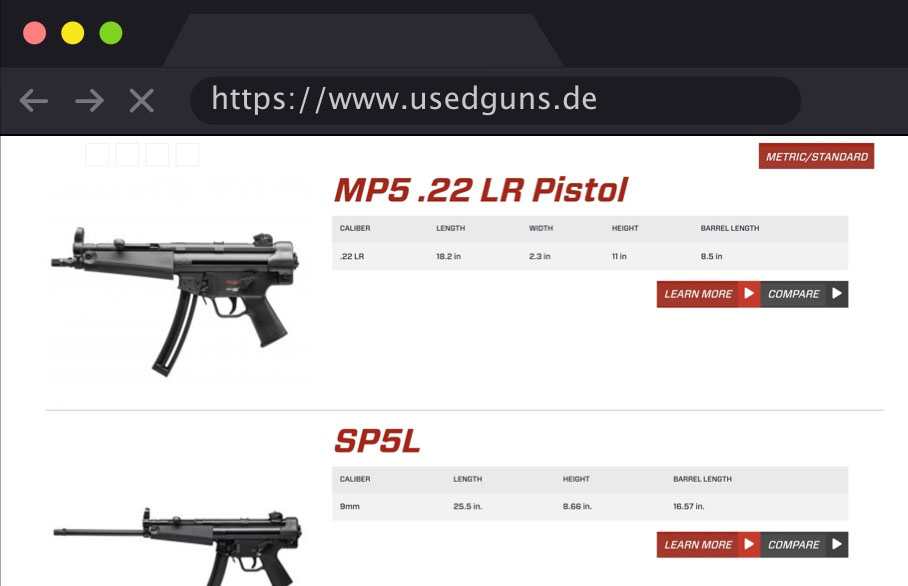 https://www.usedguns.de
METRIC/STANDARD
MP5 .22 LR Pistol
CALIBER LENGTH WIDTH HEIGHT BARREL LENGTH
.22 LR 18.2 in 2.3 in 11 in 8.5 in
LEARN MORE COMPARE
SP5L
CALIBER LENGTH HEIGHT BARREL LENGTH
9mm 25.5 in. 8.66 in. 16.57 in.
LEARN MORE COMPARE